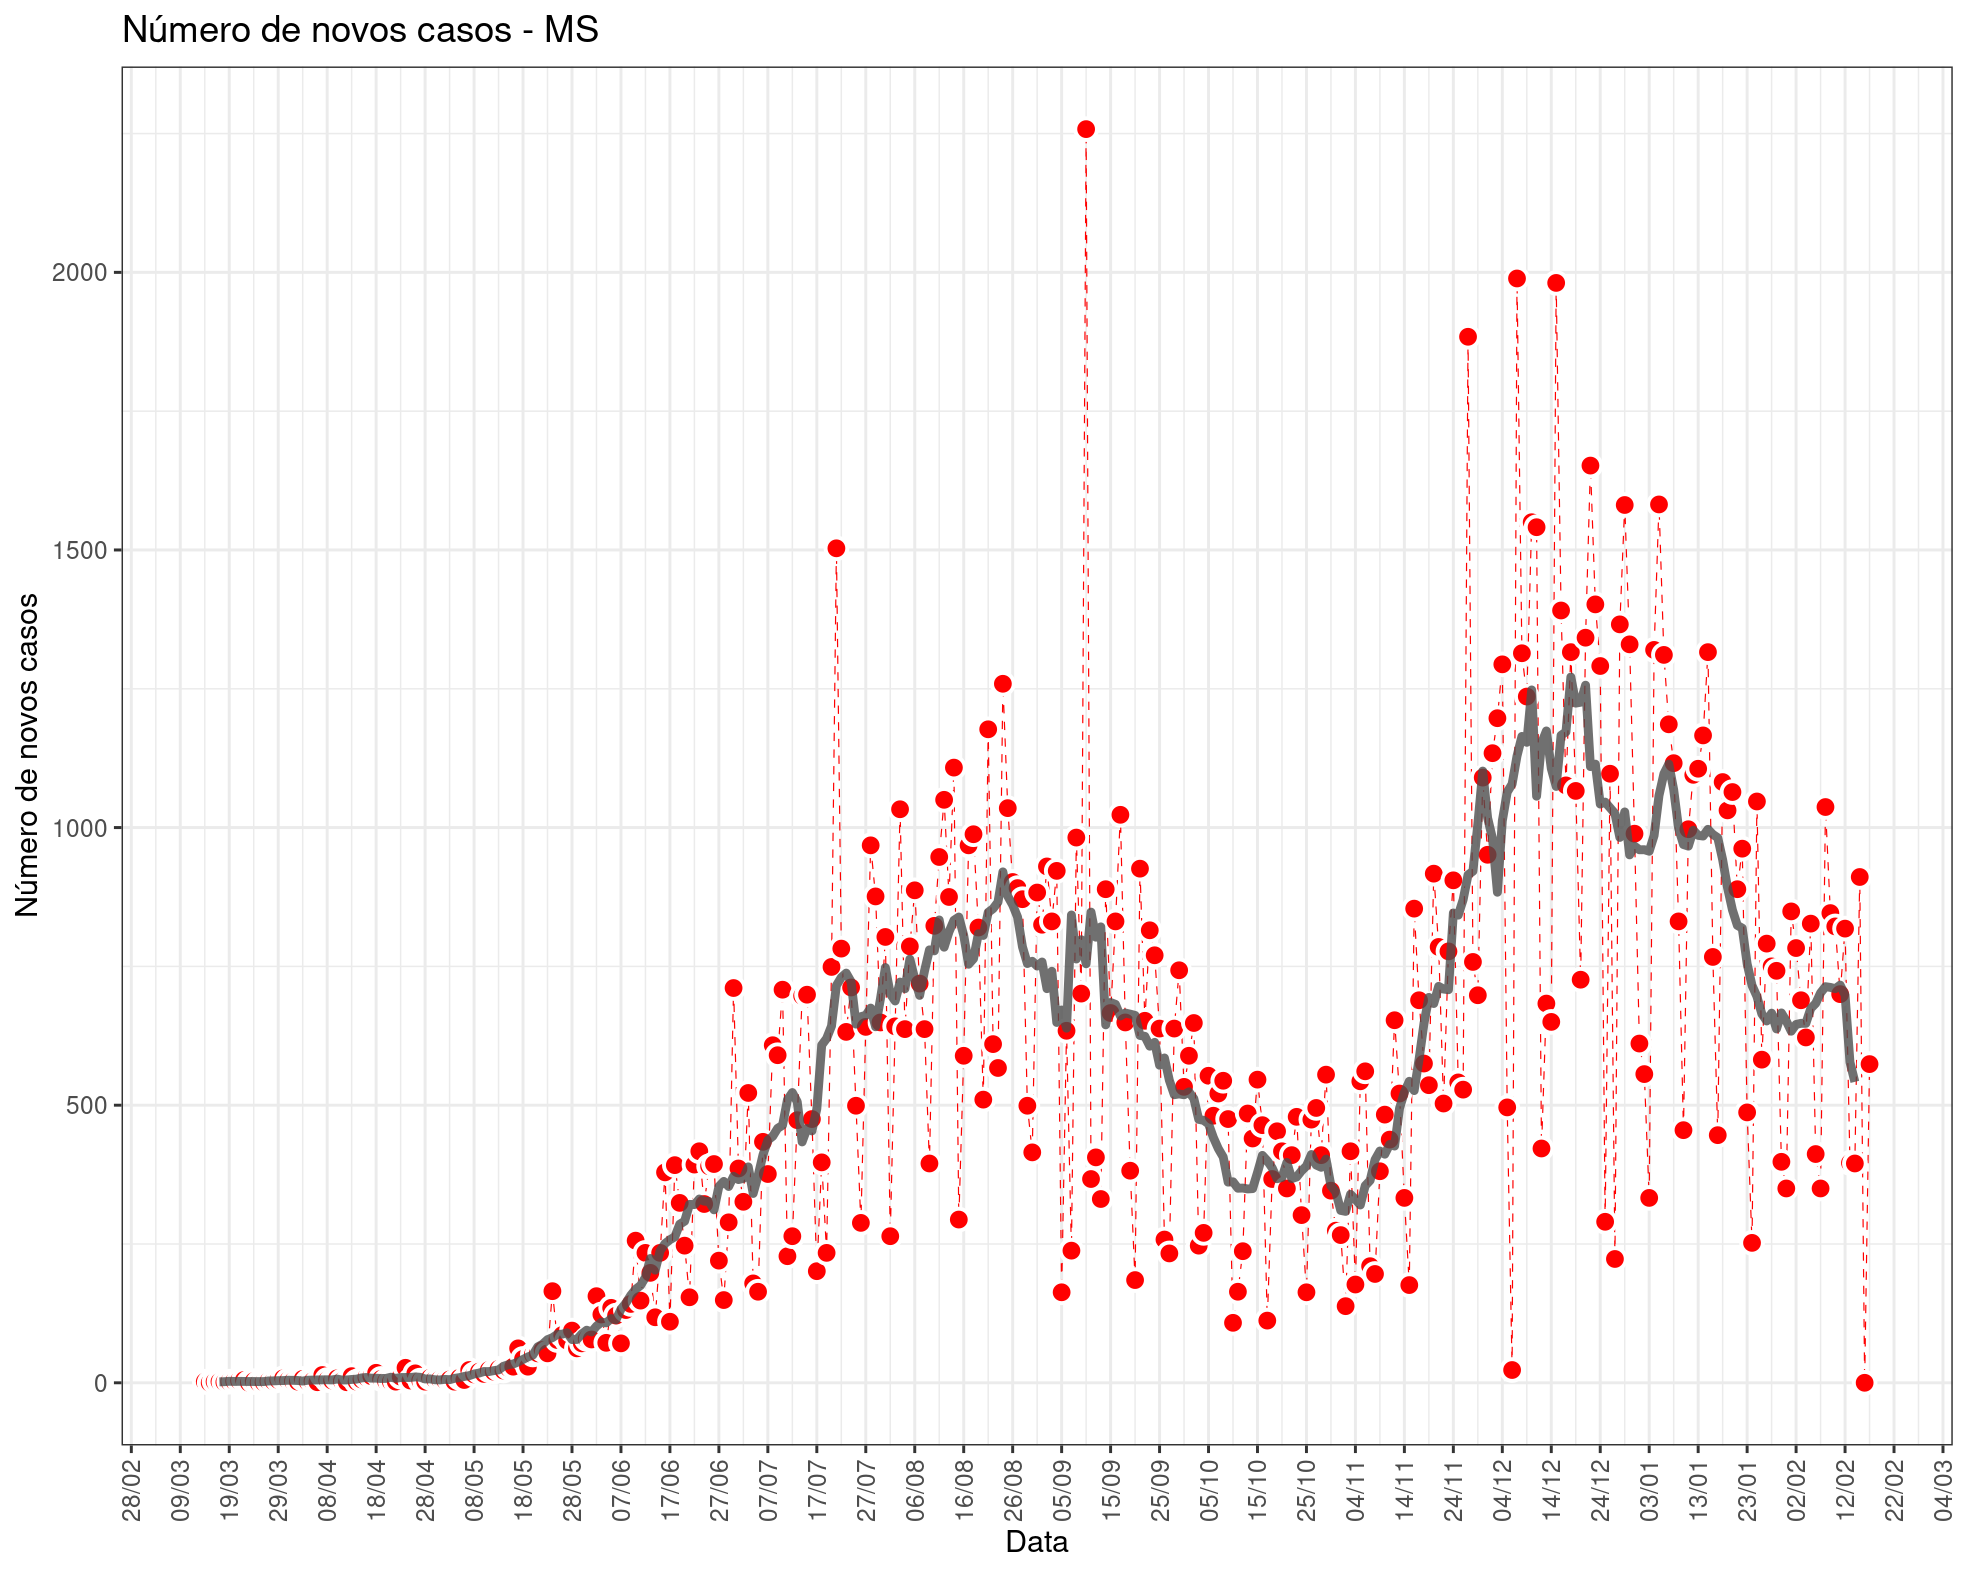 Número de novos casos - MS
Número de novos casos
2000
1500
1000
500
0
28/02 09/03 19/03 29/03 08/04 18/04 28/04 08/05 18/05 28/05 07/06 17/06 27/06 07/07 17/07 27/07 06/08 16/08 26/08 05/09 15/09 25/09 05/10 15/10 25/10 04/11 14/11 24/11 04/12 14/12 24/12 03/01 13/01 23/01 02/02 12/02 22/02 04/03
Data